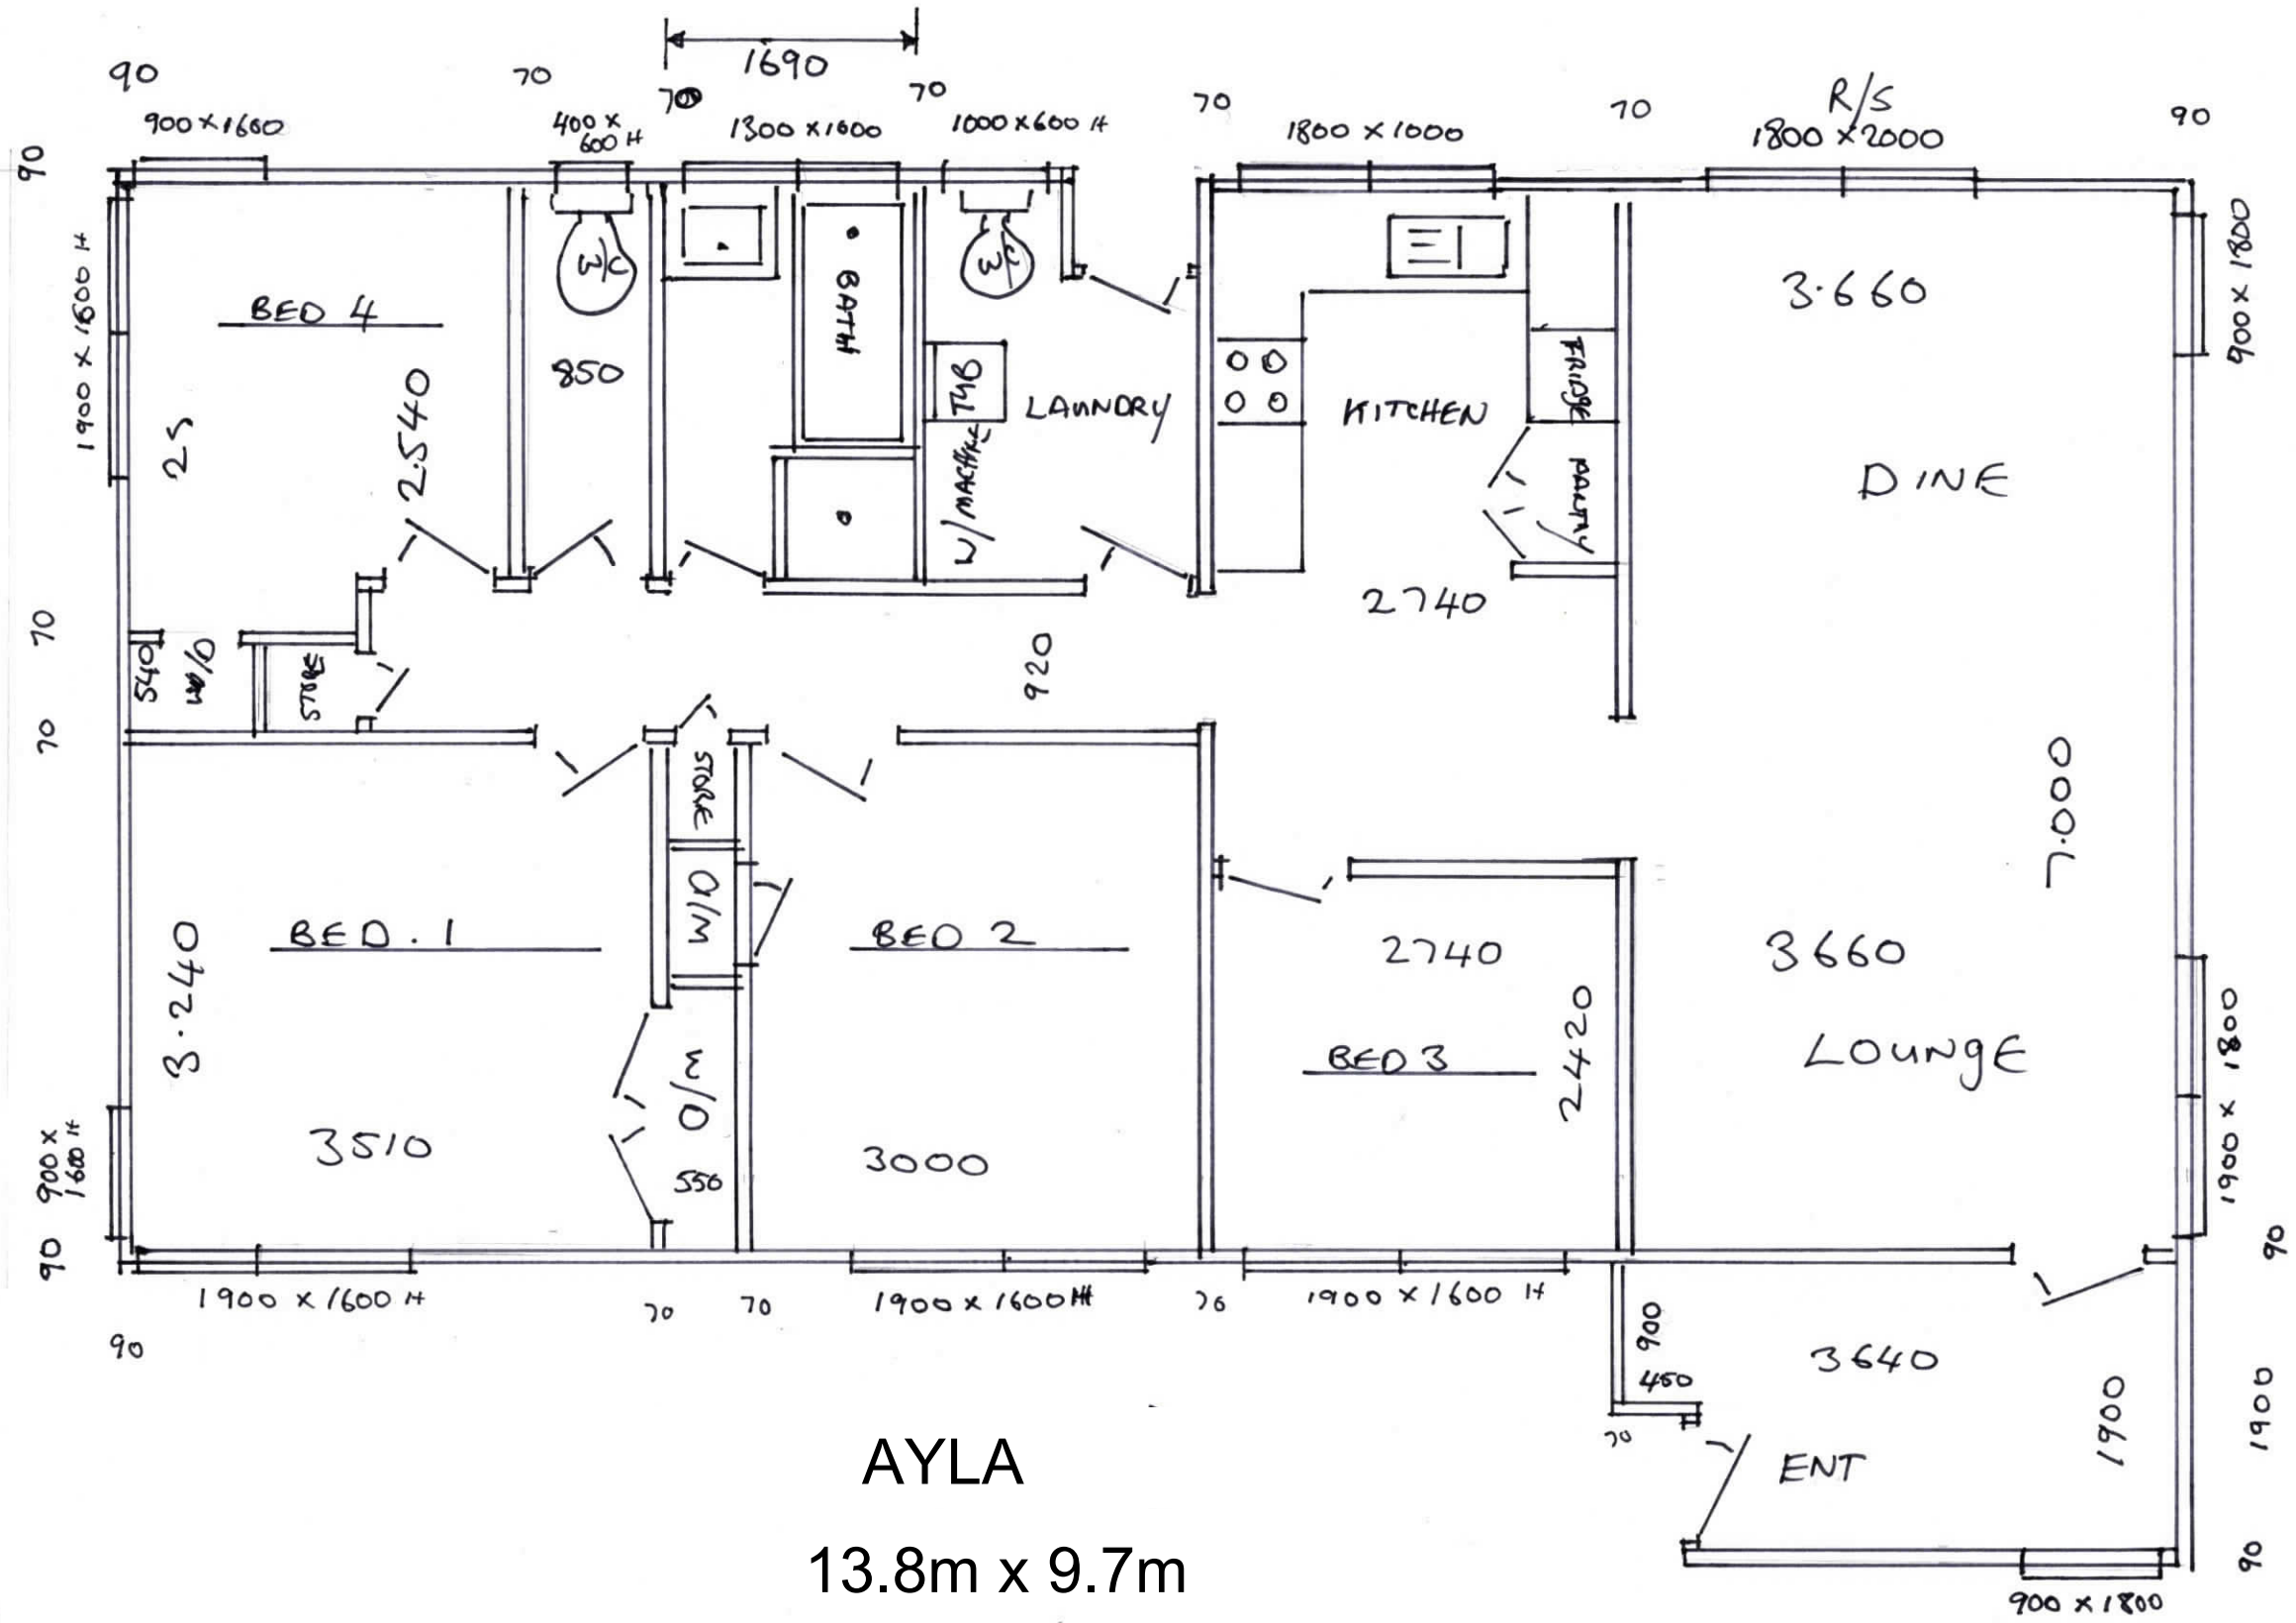 1690
90
70
70
70
70
70
R/S
90
900 X 1600
400 X
600 H
1300 X 1600
1000 X 600 H
1800 X 1000
1800 X 2000
90
1900 X 1600 H
BED 4
W/C
BATH
W/C
3.660
900 X 1800
850
2.540
TUB
LAUNDRY
KITCHEN
FRIDGE
W/MACHINE
PANTRY
DINE
2740
70
540
W/D
STORE
920
70
STORE
7.000
W/D
BED . 1
BED 2
2740
3660
3.240
2420
BED 3
LOUNGE
1900 X 1800
W/D
3510
3000
550
900 X
1600 H
90
90
1900 X 1600 H
70
70
1900 X 1600 H
1900 X 1600 H
90
900
450
3640
1900
1900
70
ENT
AYLA
13.8m x 9.7m
90
900 X 1800